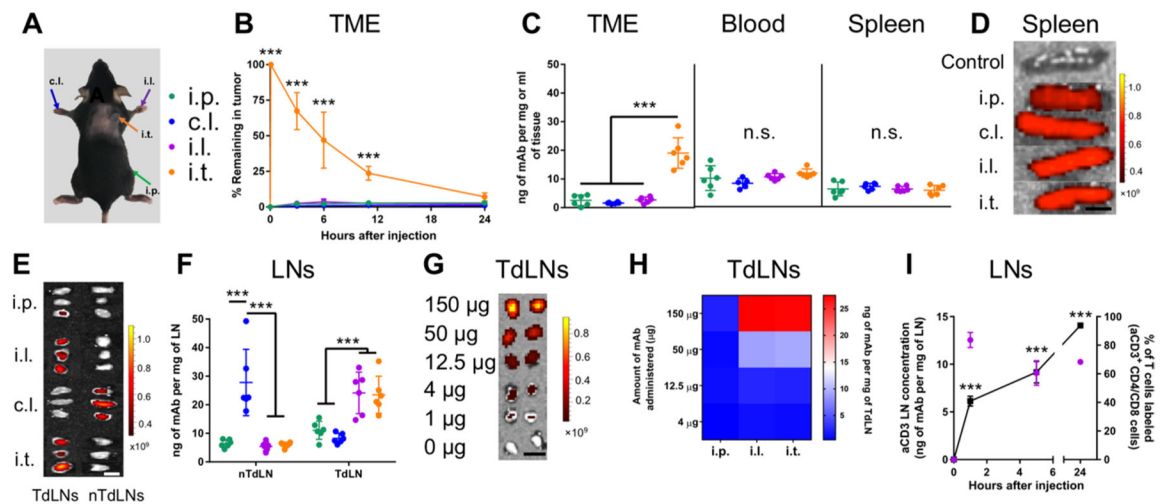 A
c.l.
i.l.
A
i.t.
i.p.
i.p.
c.l.
i.l.
i.t.
B TME
% Remaining in tumor
100
75
50
25
0
***
***
***
***
0 6 12 18 24
Hours after injection
C TME Blood Spleen
ng of mAb per mg or ml
of tissue
50
40
30
20
10
0
***
n.s.
n.s.
D Spleen
Control
i.p.
c.l.
i.l.
i.t.
1.0
0.8
0.6
0.4
×10⁹
E
i.p.
i.l.
c.l.
i.t.
TdLNs nTdLNs
1.0
0.8
0.6
0.4
×10⁹
F LNs
ng of mAb per mg of LN
50
40
30
20
10
0
***
***
***
nTdLN TdLN
G TdLNs
150 µg
50 µg
12.5 µg
4 µg
1 µg
0 µg
0.8
0.6
0.4
0.2
×10⁹
H TdLNs
Amount of mAb
administered (µg)
150 µg
50 µg
12.5 µg
4 µg
i.p. i.l. i.t.
25
20
15
10
5
ng of mAb per mg of TdLN
I LNs
aCD3 LN concentration
(ng of mAb per mg of LN)
15
10
5
0
***
***
***
100
80
60
40
20
0
% of T cells labeled
(aCD3⁺ CD4/CD8 cells)
0 2 4 6 24
Hours after injection